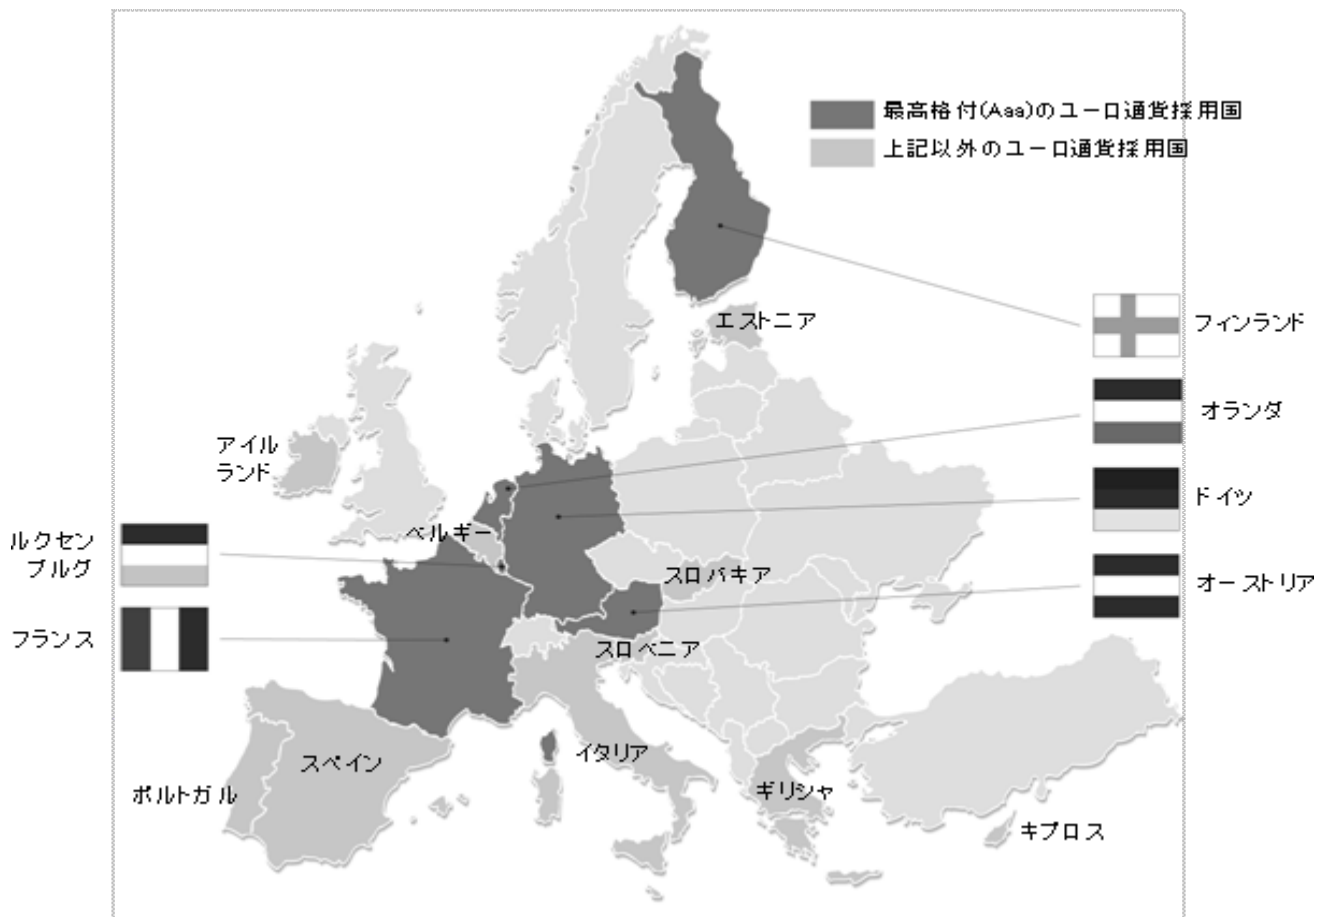 最高格付(Aaa)のユーロ通貨採用国
上記以外のユーロ通貨採用国
エストニア
フィンランド
オランダ
アイル
ランド
ドイツ
ベルギー
ルクセン
ブルグ
スロバキア
オーストリア
フランス
スロベニア
イタリア
スペイン
ポルトガル
ギリシャ
キプロス